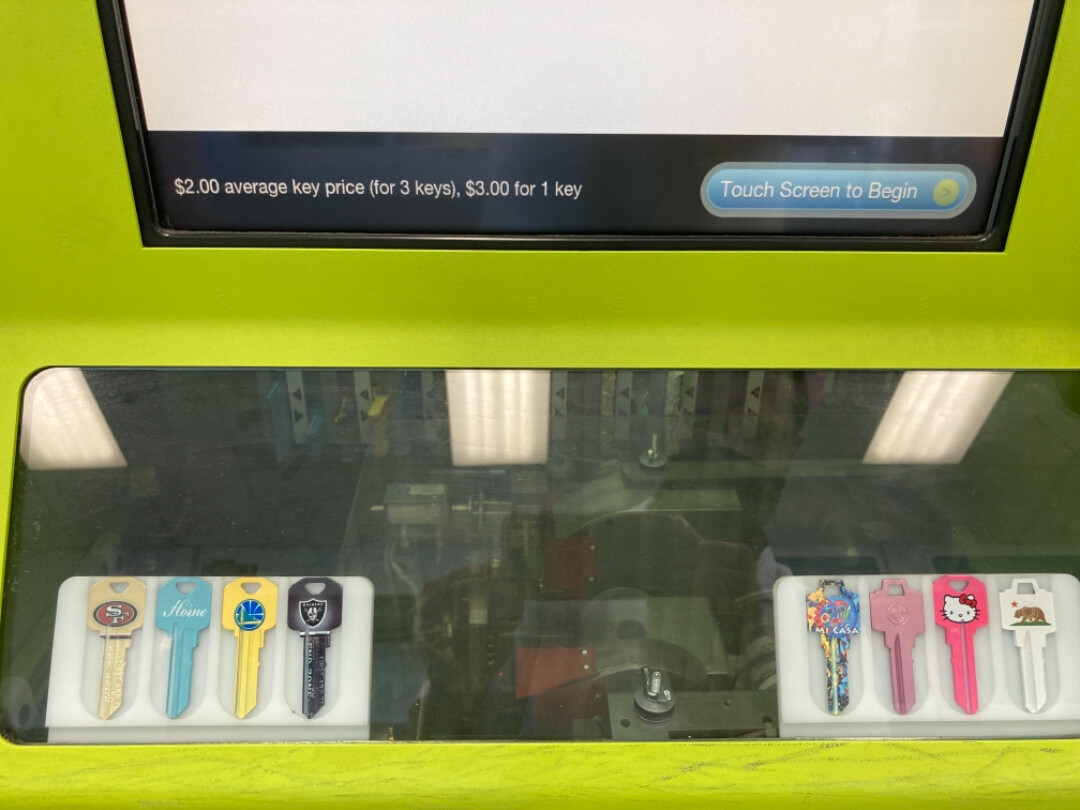 $2.00 average key price (for 3 keys), $3.00 for 1 key
Touch Screen to Begin
SF
Home
RAIDERS
MI CASA